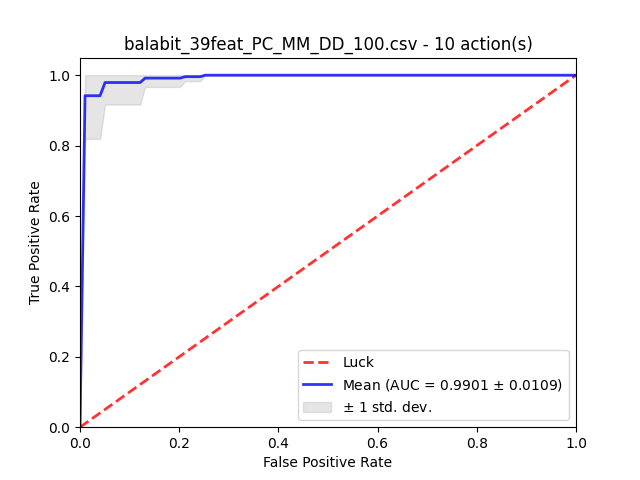 balabit_39feat_PC_MM_DD_100.csv - 10 action(s)
True Positive Rate
1.0
0.8
0.6
0.4
0.2
0.0
Luck
Mean (AUC = 0.9901 ± 0.0109)
± 1 std. dev.
0.0 0.2 0.4 0.6 0.8 1.0
False Positive Rate